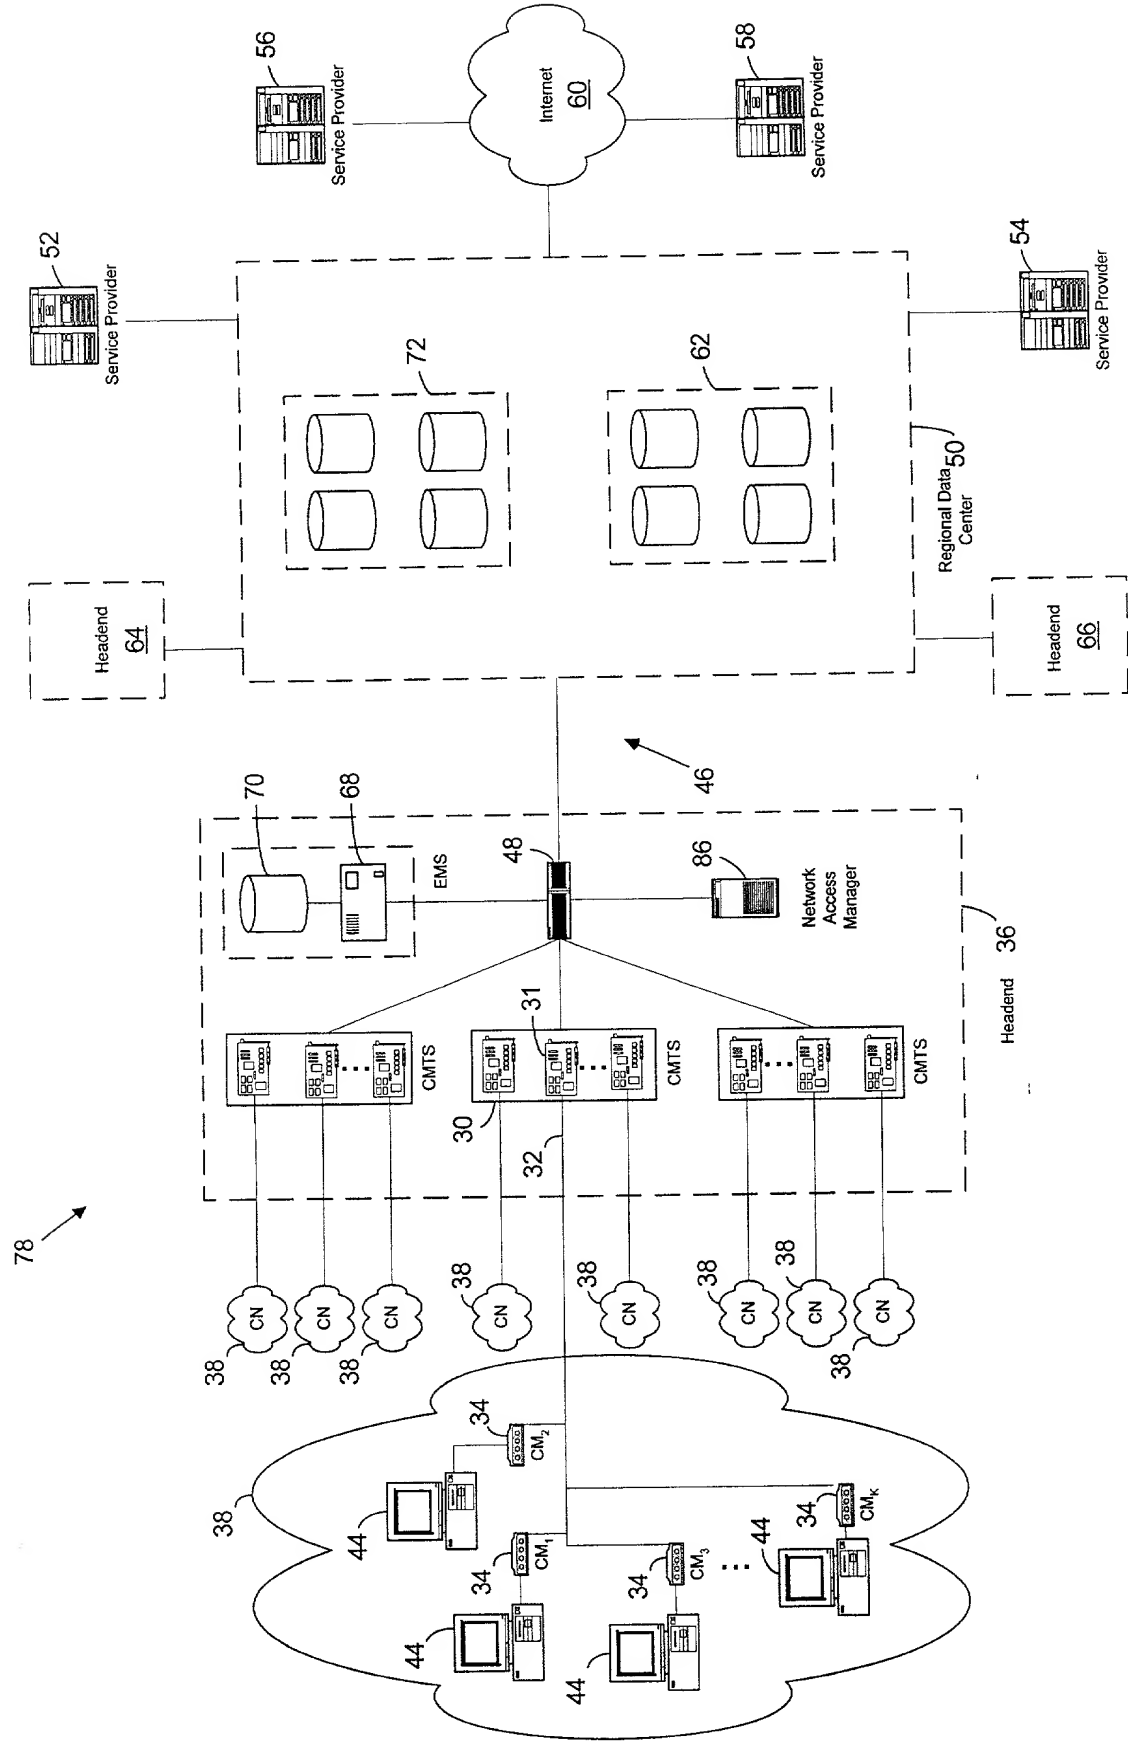 78
38
44
34
CM₂
44
34
CM₁
44
34
CM₃
44
34
CM_K
38
CN
38
CN
38
CN
38
CN
38
CN
38
CN
38
CN
38
CN
32
30
31
CMTS
CMTS
CMTS
70
68
EMS
48
86
Network
Access
Manager
36
Headend
46
Headend
64
Headend
66
72
62
50
Regional Data
Center
52
Service Provider
54
Service Provider
56
Service Provider
58
Service Provider
Internet
60